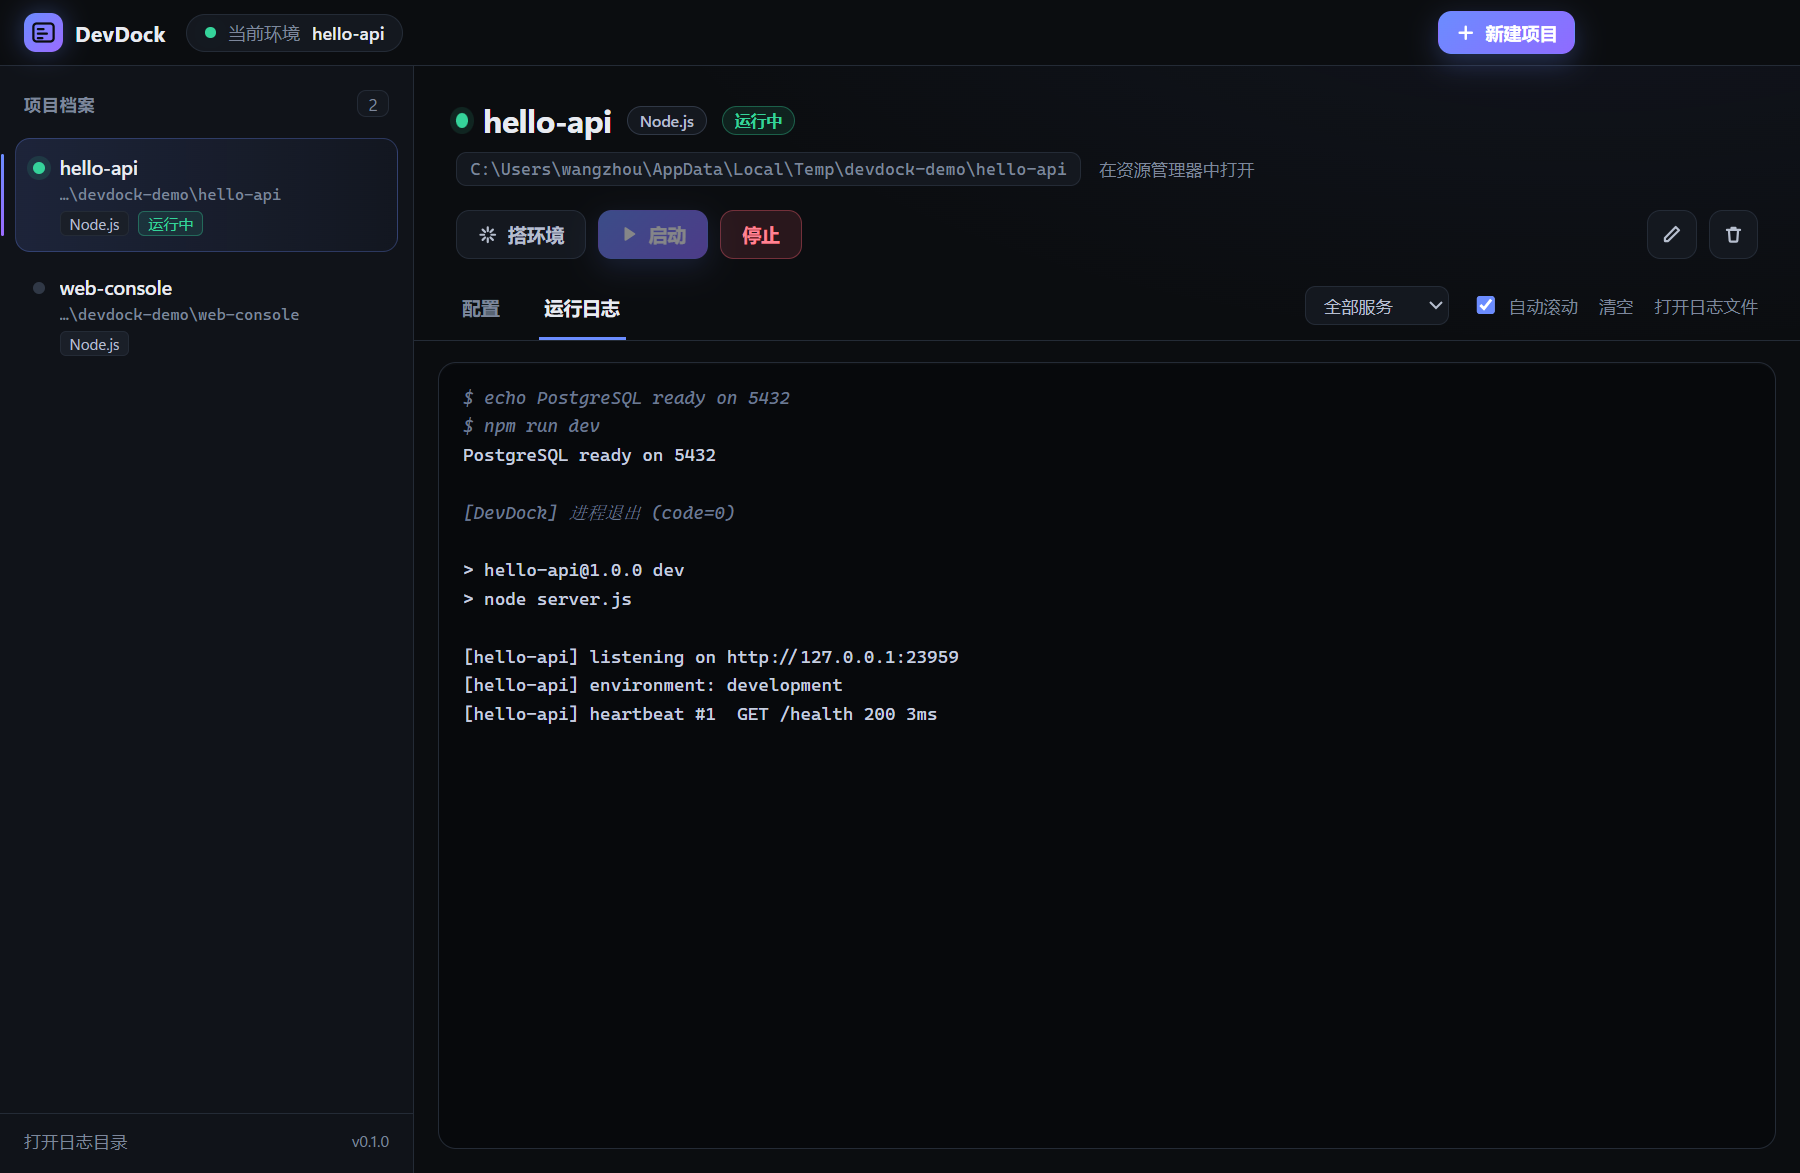 DevDock
当前环境 hello-api
新建项目
项目档案
2
hello-api
…\devdock-demo\hello-api
Node.js
运行中
web-console
…\devdock-demo\web-console
Node.js
打开日志目录
v0.1.0
hello-api
Node.js
运行中
C:\Users\wangzhou\AppData\Local\Temp\devdock-demo\hello-api
在资源管理器中打开
搭环境
启动
停止
配置
运行日志
全部服务
自动滚动
清空
打开日志文件
$ echo PostgreSQL ready on 5432
$ npm run dev
PostgreSQL ready on 5432
[DevDock] 进程退出 (code=0)
> hello-api@1.0.0 dev
> node server.js
[hello-api] listening on http://127.0.0.1:23959
[hello-api] environment: development
[hello-api] heartbeat #1  GET /health 200 3ms